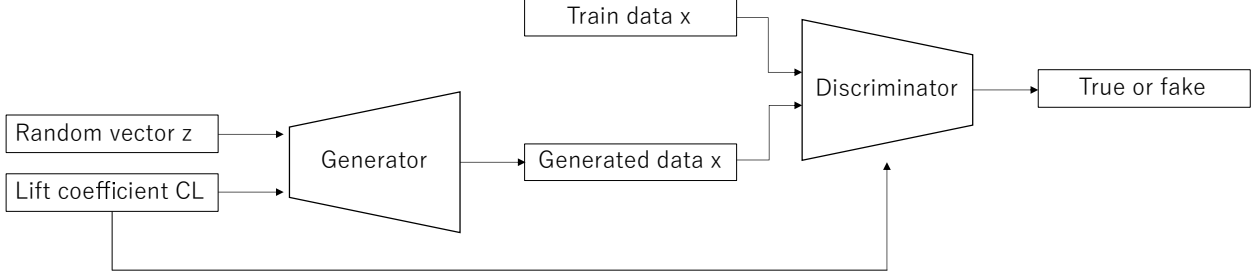 Train data x
Discriminator
True or fake
Random vector z
Generator
Generated data x
Lift coefficient CL